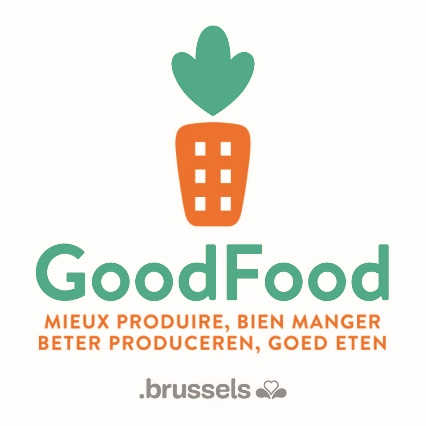 GoodFood
MIEUX PRODUIRE, BIEN MANGER
BETER PRODUCEREN, GOED ETEN
.brussels